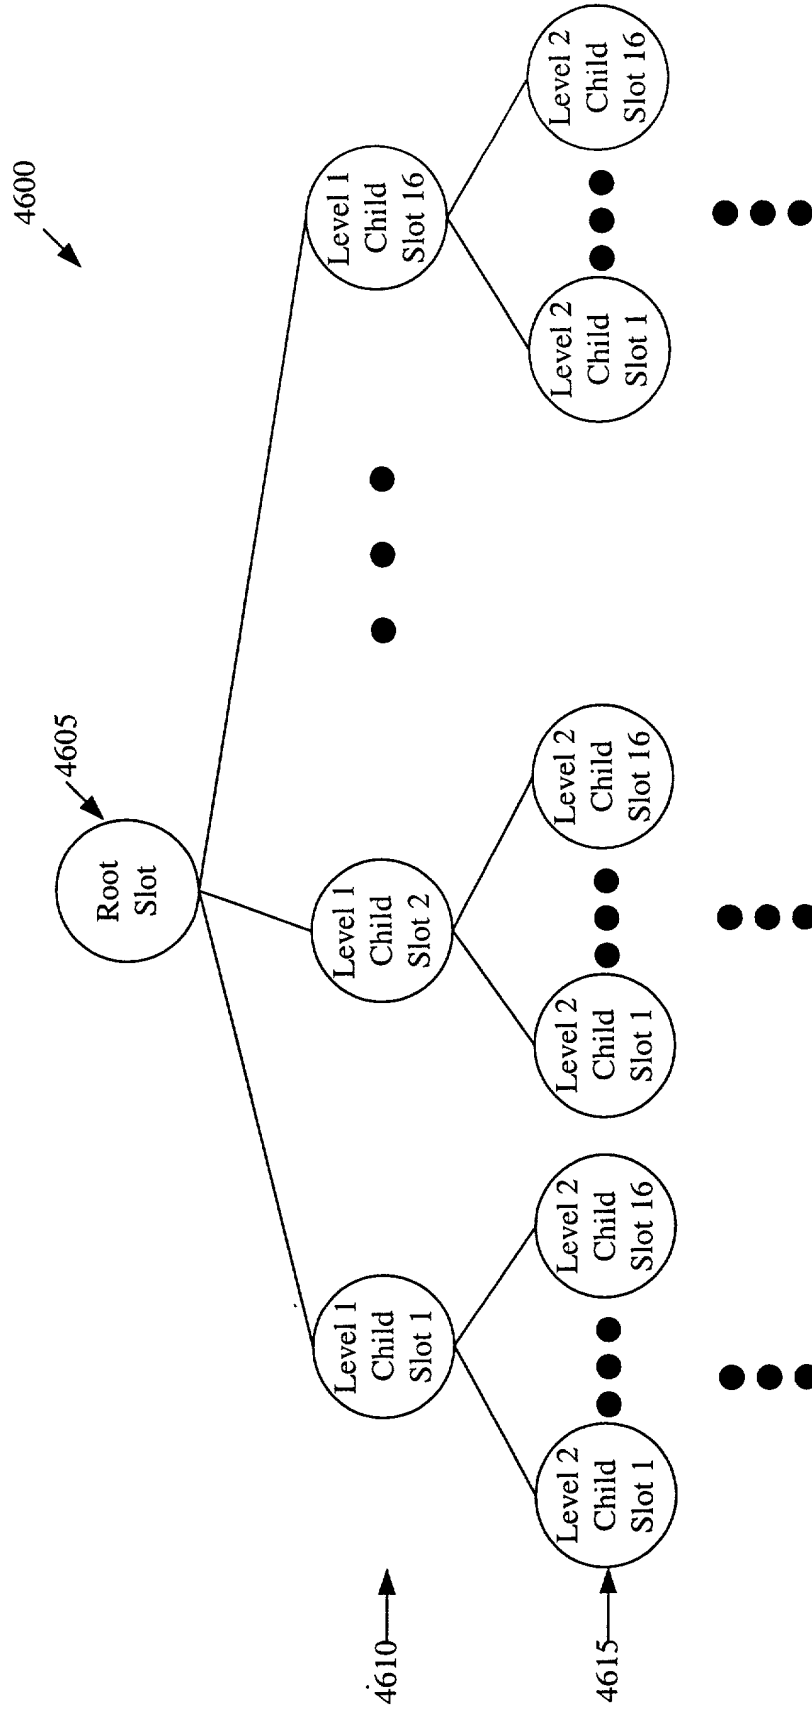 4600
4605
Root
Slot
4610
Level 1
Child
Slot 1
Level 1
Child
Slot 2
Level 1
Child
Slot 16
4615
Level 2
Child
Slot 1
Level 2
Child
Slot 16
Level 2
Child
Slot 1
Level 2
Child
Slot 16
Level 2
Child
Slot 1
Level 2
Child
Slot 16